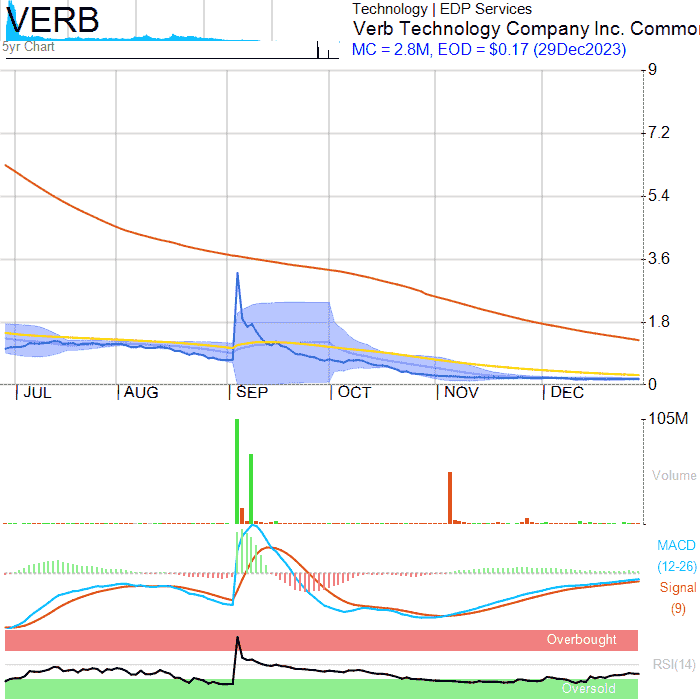 VERB
5yr Chart
Technology | EDP Services
Verb Technology Company Inc. Commo
MC = 2.8M, EOD = $0.17 (29Dec2023)
9
7.2
5.4
3.6
1.8
0
JUL AUG SEP OCT NOV DEC
105M
Volume
MACD
(12-26)
Signal
(9)
Overbought
RSI(14)
Oversold